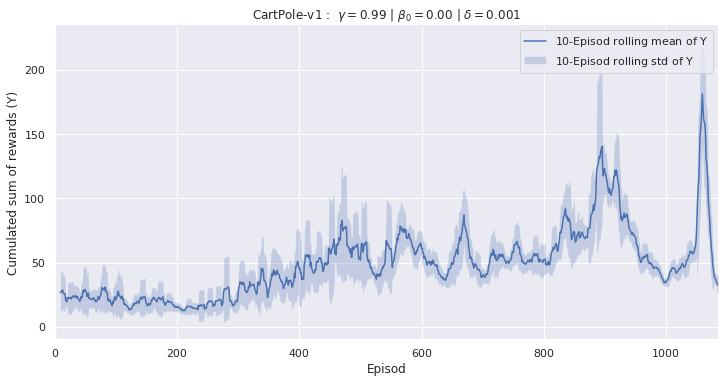 CartPole-v1 : γ = 0.99 | β₀ = 0.00 | δ = 0.001
10-Episod rolling mean of Y
10-Episod rolling std of Y
Cumulated sum of rewards (Y)
200
150
100
50
0
0 200 400 600 800 1000
Episod